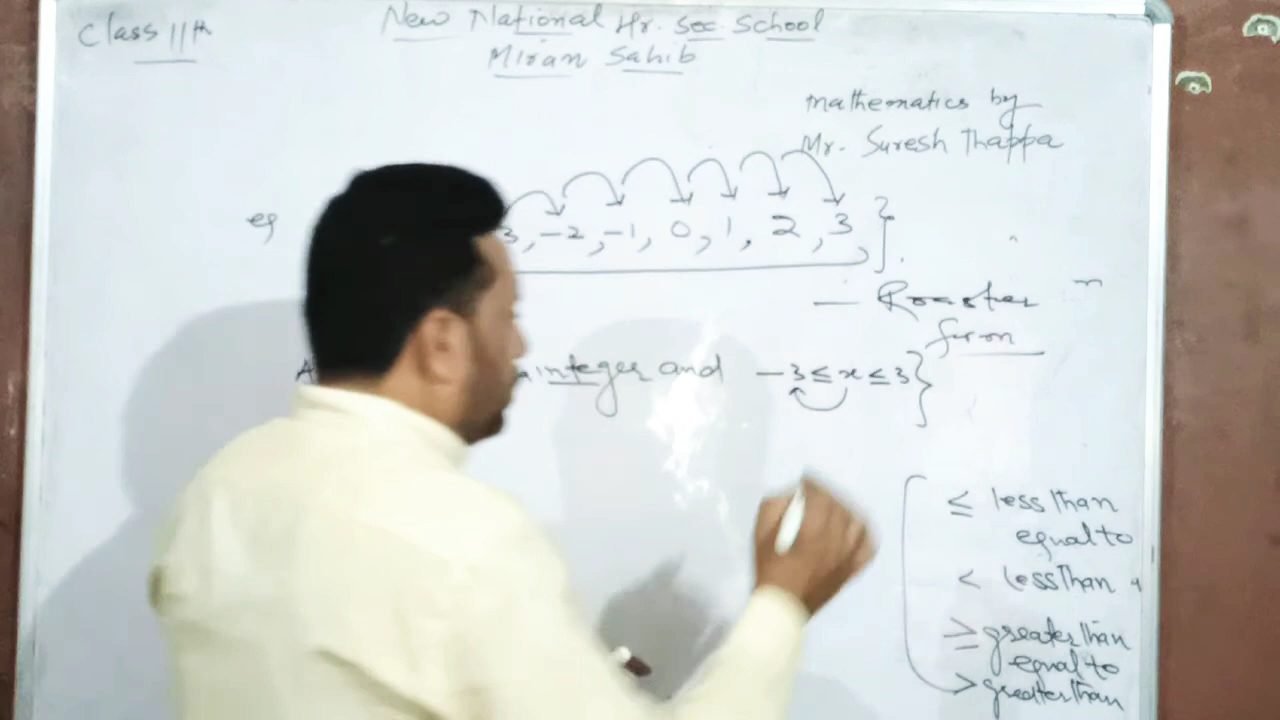 Class 11th
New National Hr. Sec. School
Miran Sahib
Mathematics by
Mr. Suresh Thappa
eg 3, -2, -1, 0, 1, 2, 3 }.
— Roaster
form
A integer and -3 ≤ x ≤ 3 }
≤ less than
equal to
< less than
≥ greater than
equal to
> greater than